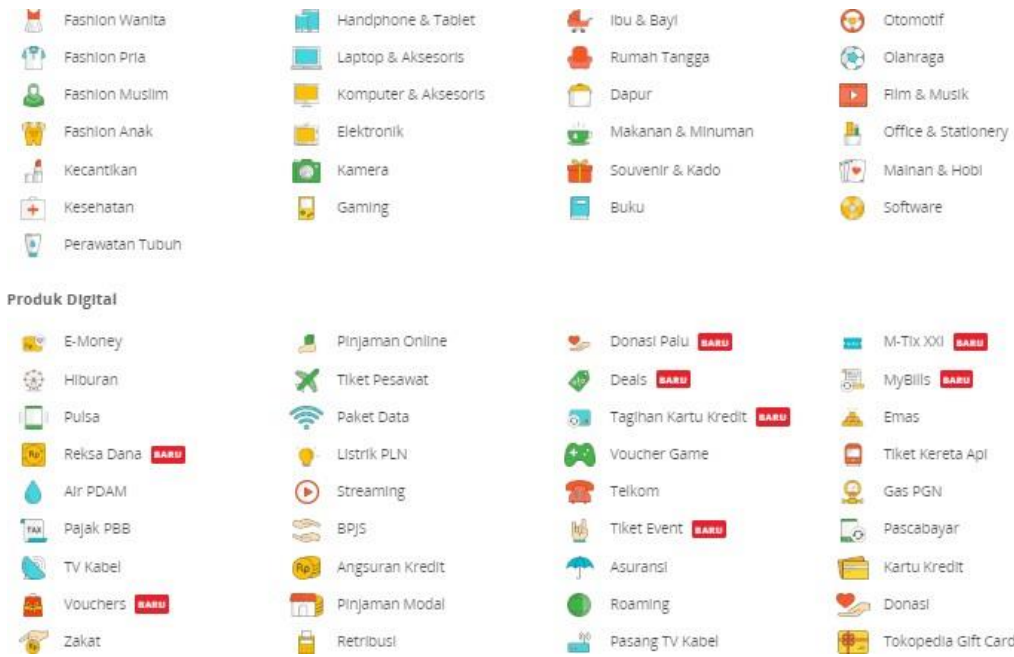 Fashion Wanita
Handphone & Tablet
Ibu & Bayi
Otomotif
Fashion Pria
Laptop & Aksesoris
Rumah Tangga
Olahraga
Fashion Muslim
Komputer & Aksesoris
Dapur
Film & Musik
Fashion Anak
Elektronik
Makanan & Minuman
Office & Stationery
Kecantikan
Kamera
Souvenir & Kado
Mainan & Hobi
Kesehatan
Gaming
Buku
Software
Perawatan Tubuh
Produk Digital
E-Money
Pinjaman Online
Donasi Palu BARU
M-Tix XXI BARU
Hiburan
Tiket Pesawat
Deals BARU
MyBills BARU
Pulsa
Paket Data
Tagihan Kartu Kredit BARU
Emas
Reksa Dana BARU
Listrik PLN
Voucher Game
Tiket Kereta Api
Air PDAM
Streaming
Telkom
Gas PGN
TAX Pajak PBB
BPJS
Tiket Event BARU
Pascabayar
TV Kabel
Rp Angsuran Kredit
Asuransi
Kartu Kredit
Vouchers BARU
Pinjaman Modal
Roaming
Donasi
Zakat
Retribusi
Pasang TV Kabel
Tokopedia Gift Card